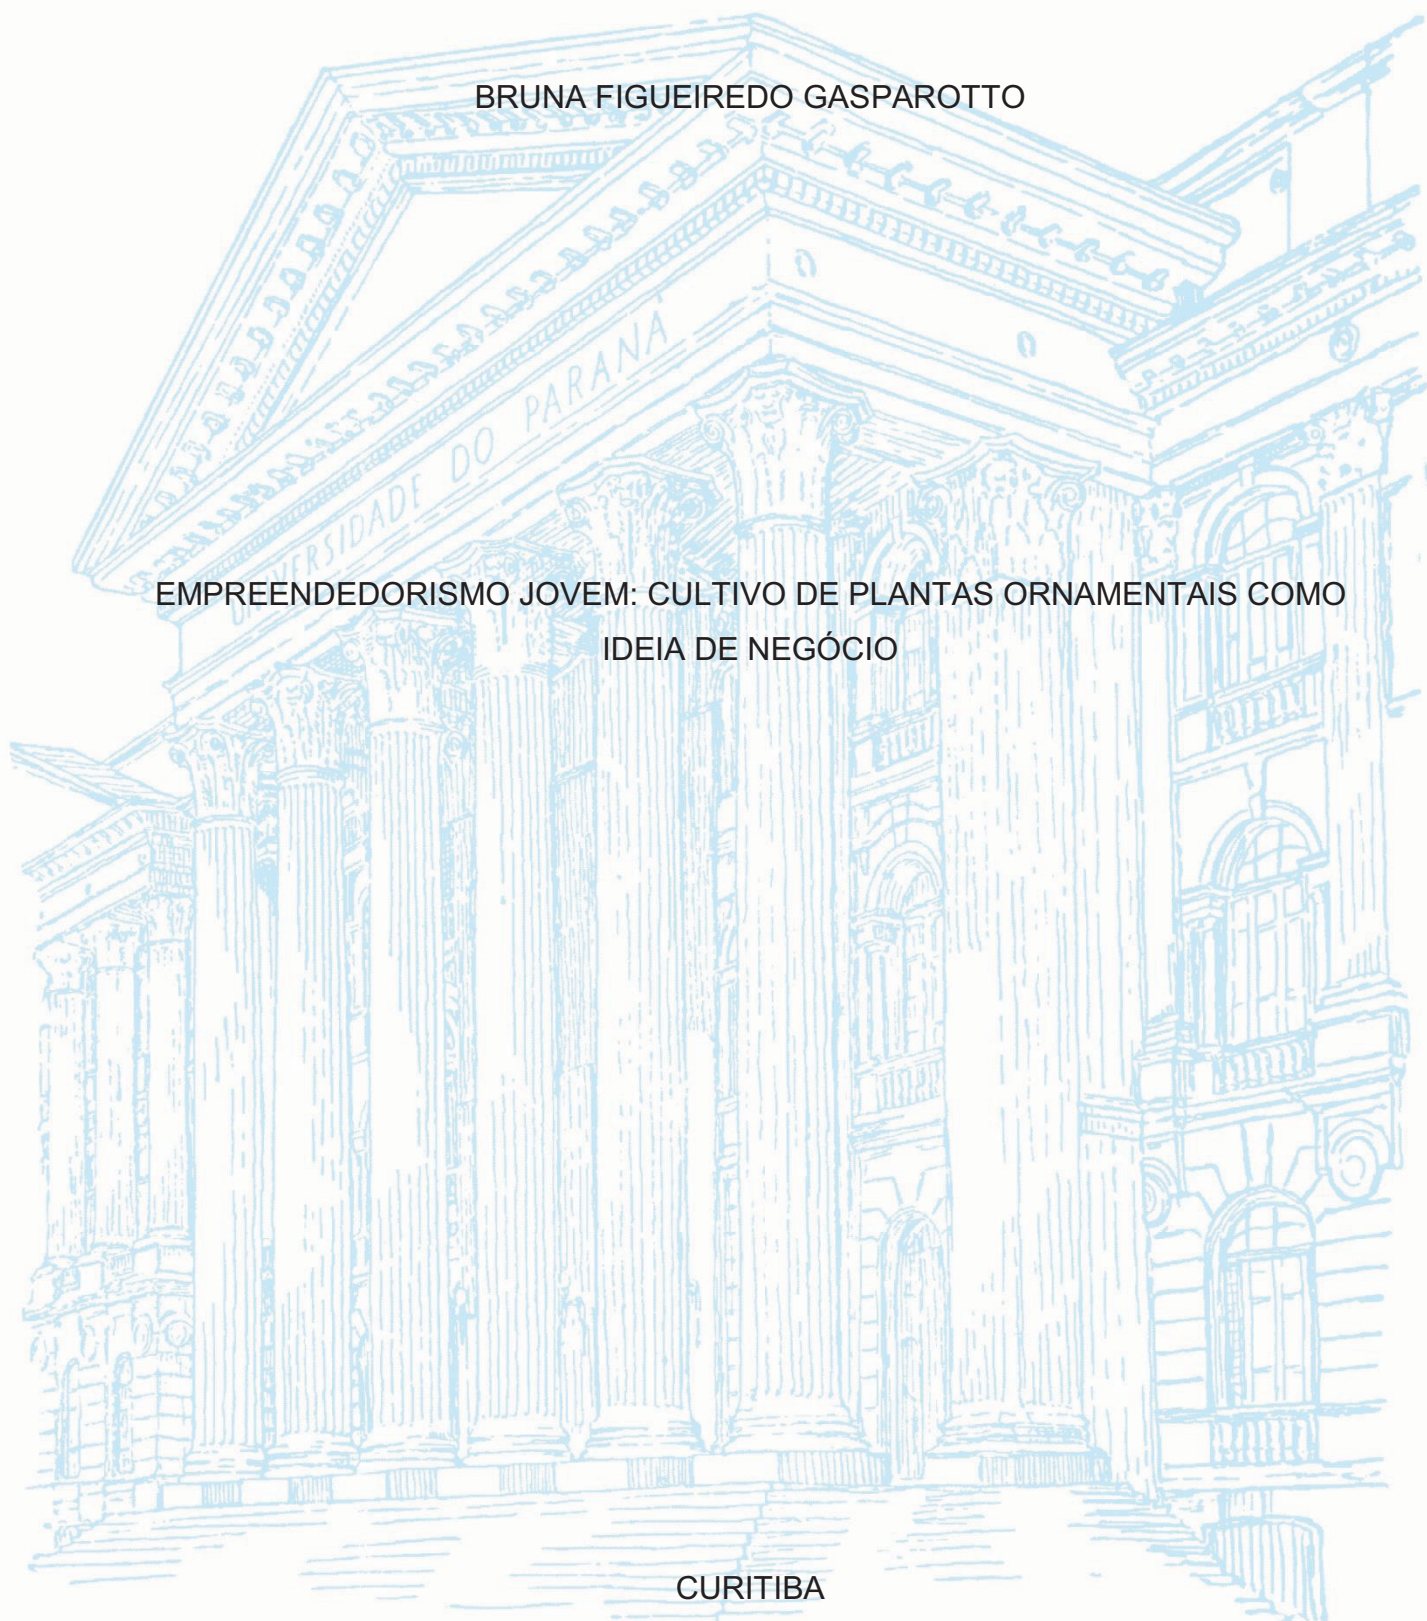 BRUNA FIGUEIREDO GASPAROTTO
UNIVERSIDADE DO PARANÁ
EMPREENDEDORISMO JOVEM: CULTIVO DE PLANTAS ORNAMENTAIS COMO
IDEIA DE NEGÓCIO
CURITIBA